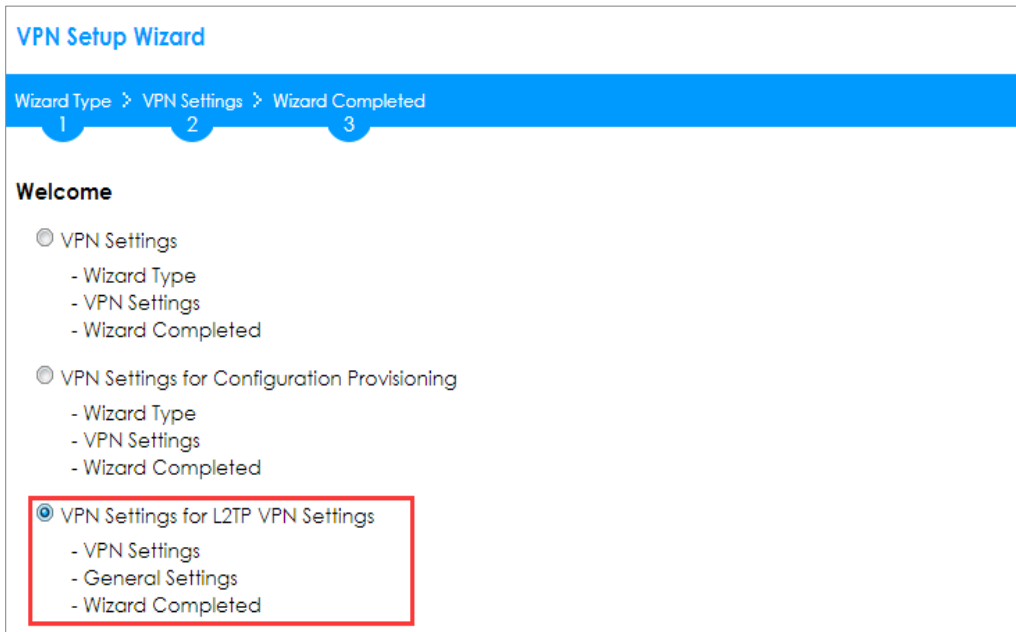 VPN Setup Wizard
Wizard Type > VPN Settings > Wizard Completed
1 2 3
Welcome
VPN Settings
- Wizard Type
- VPN Settings
- Wizard Completed
VPN Settings for Configuration Provisioning
- Wizard Type
- VPN Settings
- Wizard Completed
VPN Settings for L2TP VPN Settings
- VPN Settings
- General Settings
- Wizard Completed